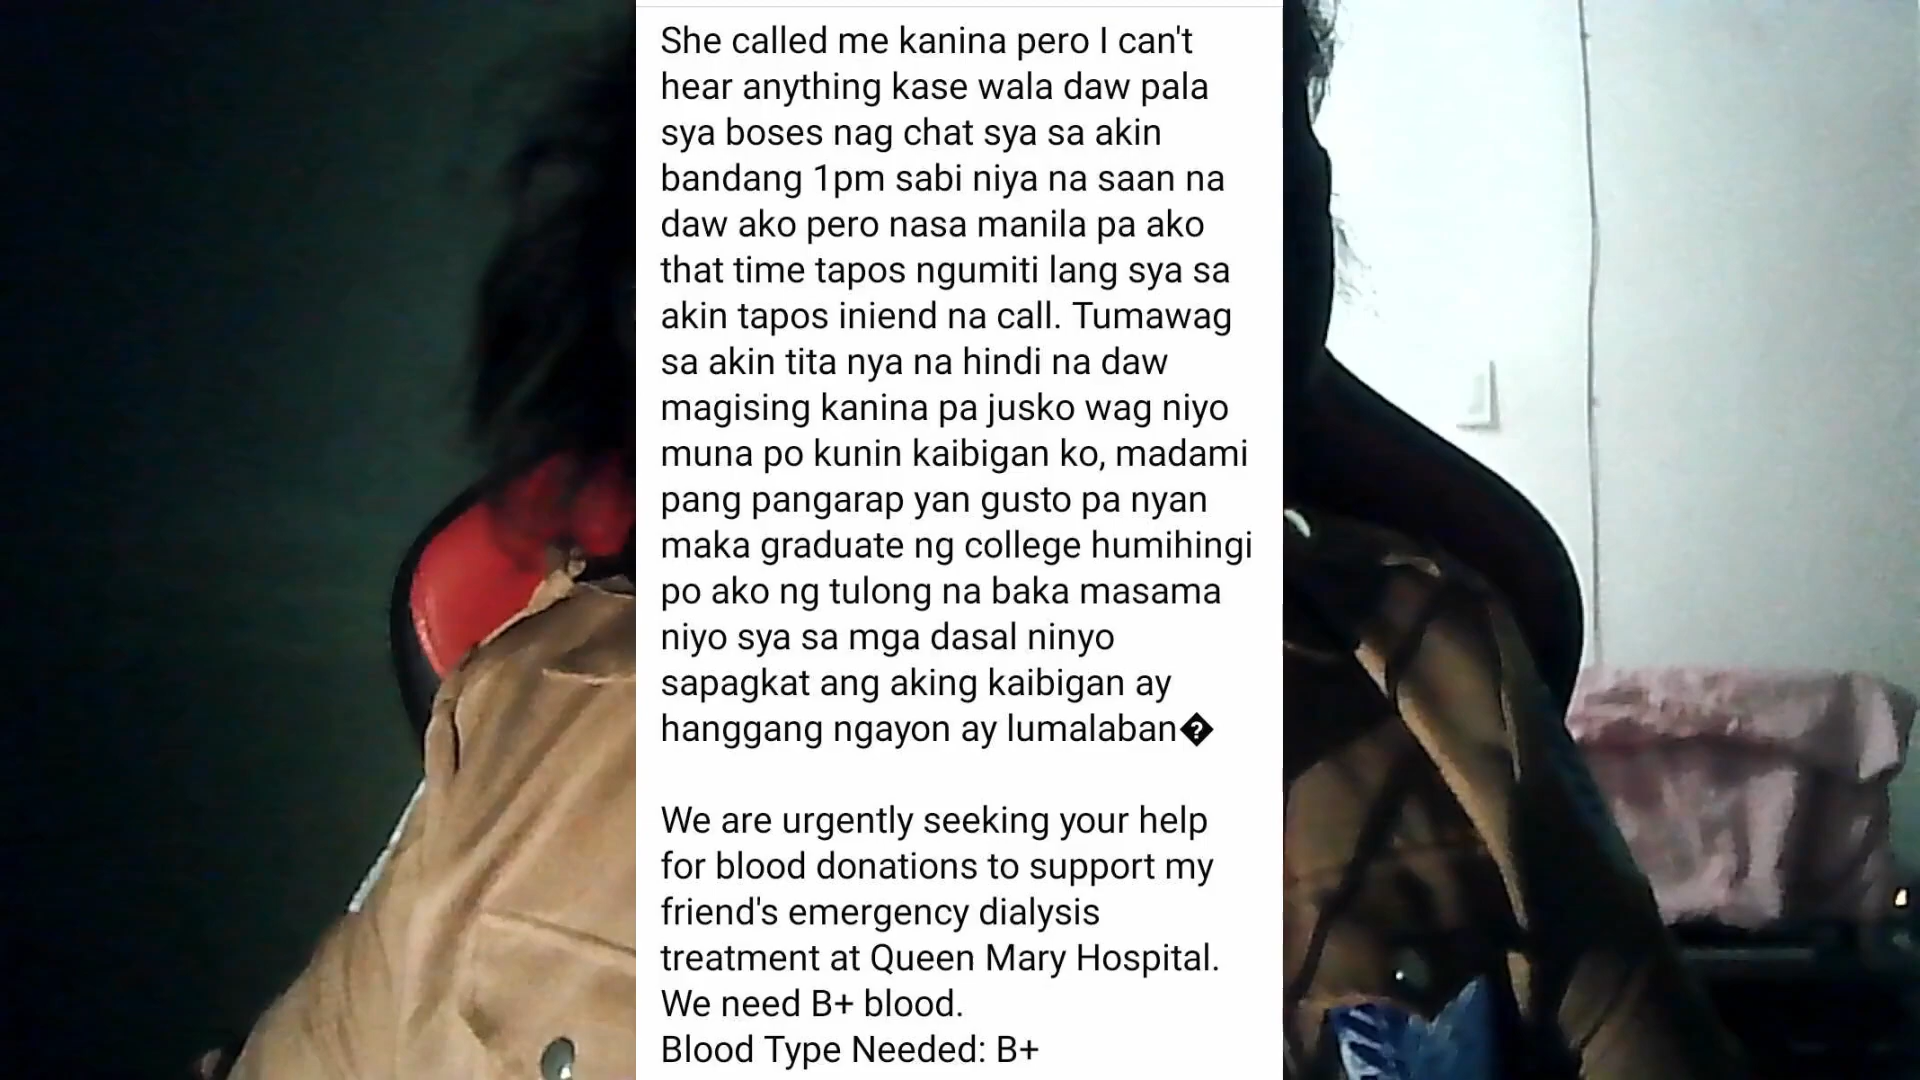 She called me kanina pero I can't
hear anything kase wala daw pala
sya boses nag chat sya sa akin
bandang 1pm sabi niya na saan na
daw ako pero nasa manila pa ako
that time tapos ngumiti lang sya sa
akin tapos iniend na call. Tumawag
sa akin tita nya na hindi na daw
magising kanina pa jusko wag niyo
muna po kunin kaibigan ko, madami
pang pangarap yan gusto pa nyan
maka graduate ng college humihingi
po ako ng tulong na baka masama
niyo sya sa mga dasal ninyo
sapagkat ang aking kaibigan ay
hanggang ngayon ay lumalaban�
We are urgently seeking your help
for blood donations to support my
friend's emergency dialysis
treatment at Queen Mary Hospital.
We need B+ blood.
Blood Type Needed: B+